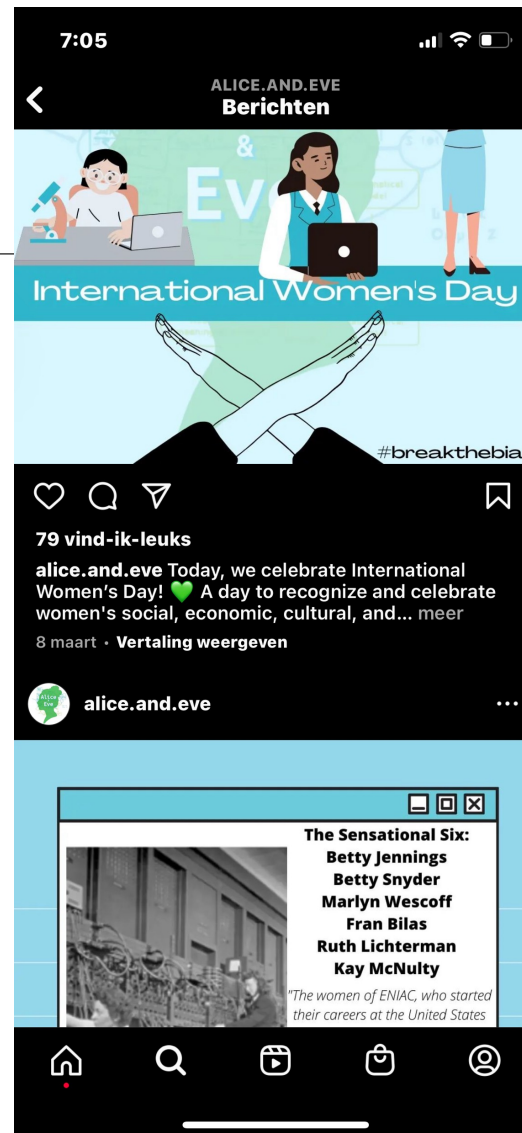 7:05
ALICE.AND.EVE
Berichten
&
Eve
International Women's Day
#breakthebia
79 vind-ik-leuks
alice.and.eve Today, we celebrate International
Women's Day! 💚 A day to recognize and celebrate
women's social, economic, cultural, and... meer
8 maart • Vertaling weergeven
Alice
Eve
alice.and.eve
The Sensational Six:
Betty Jennings
Betty Snyder
Marlyn Wescoff
Fran Bilas
Ruth Lichterman
Kay McNulty
"The women of ENIAC, who started
their careers at the United States